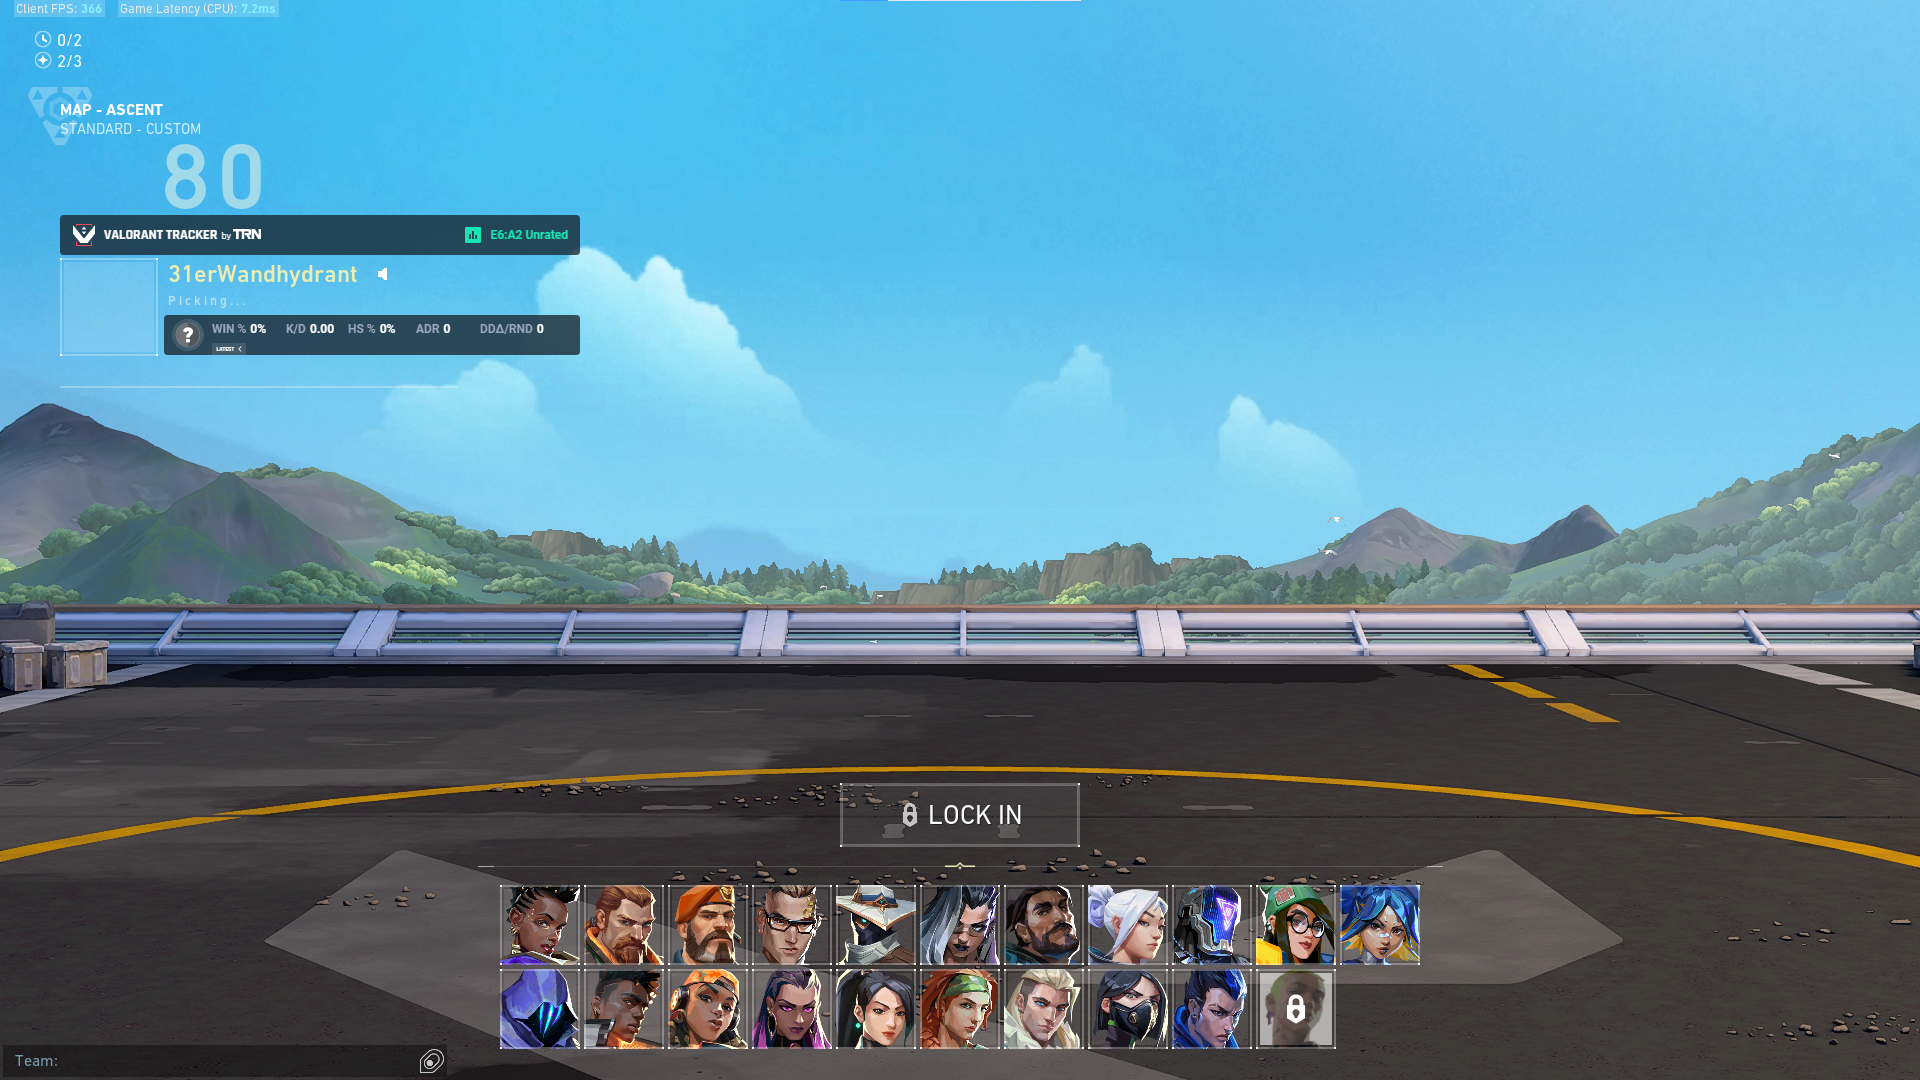 Client FPS: 366 Game Latency (CPU): 7.2ms
0/2
2/3
MAP - ASCENT
STANDARD - CUSTOM
80
VALORANT TRACKER by TRN E6:A2 Unrated
31erWandhydrant
Picking...
? WIN % 0% K/D 0.00 HS % 0% ADR 0 DDΔ/RND 0
LATEST <
LOCK IN
Team: